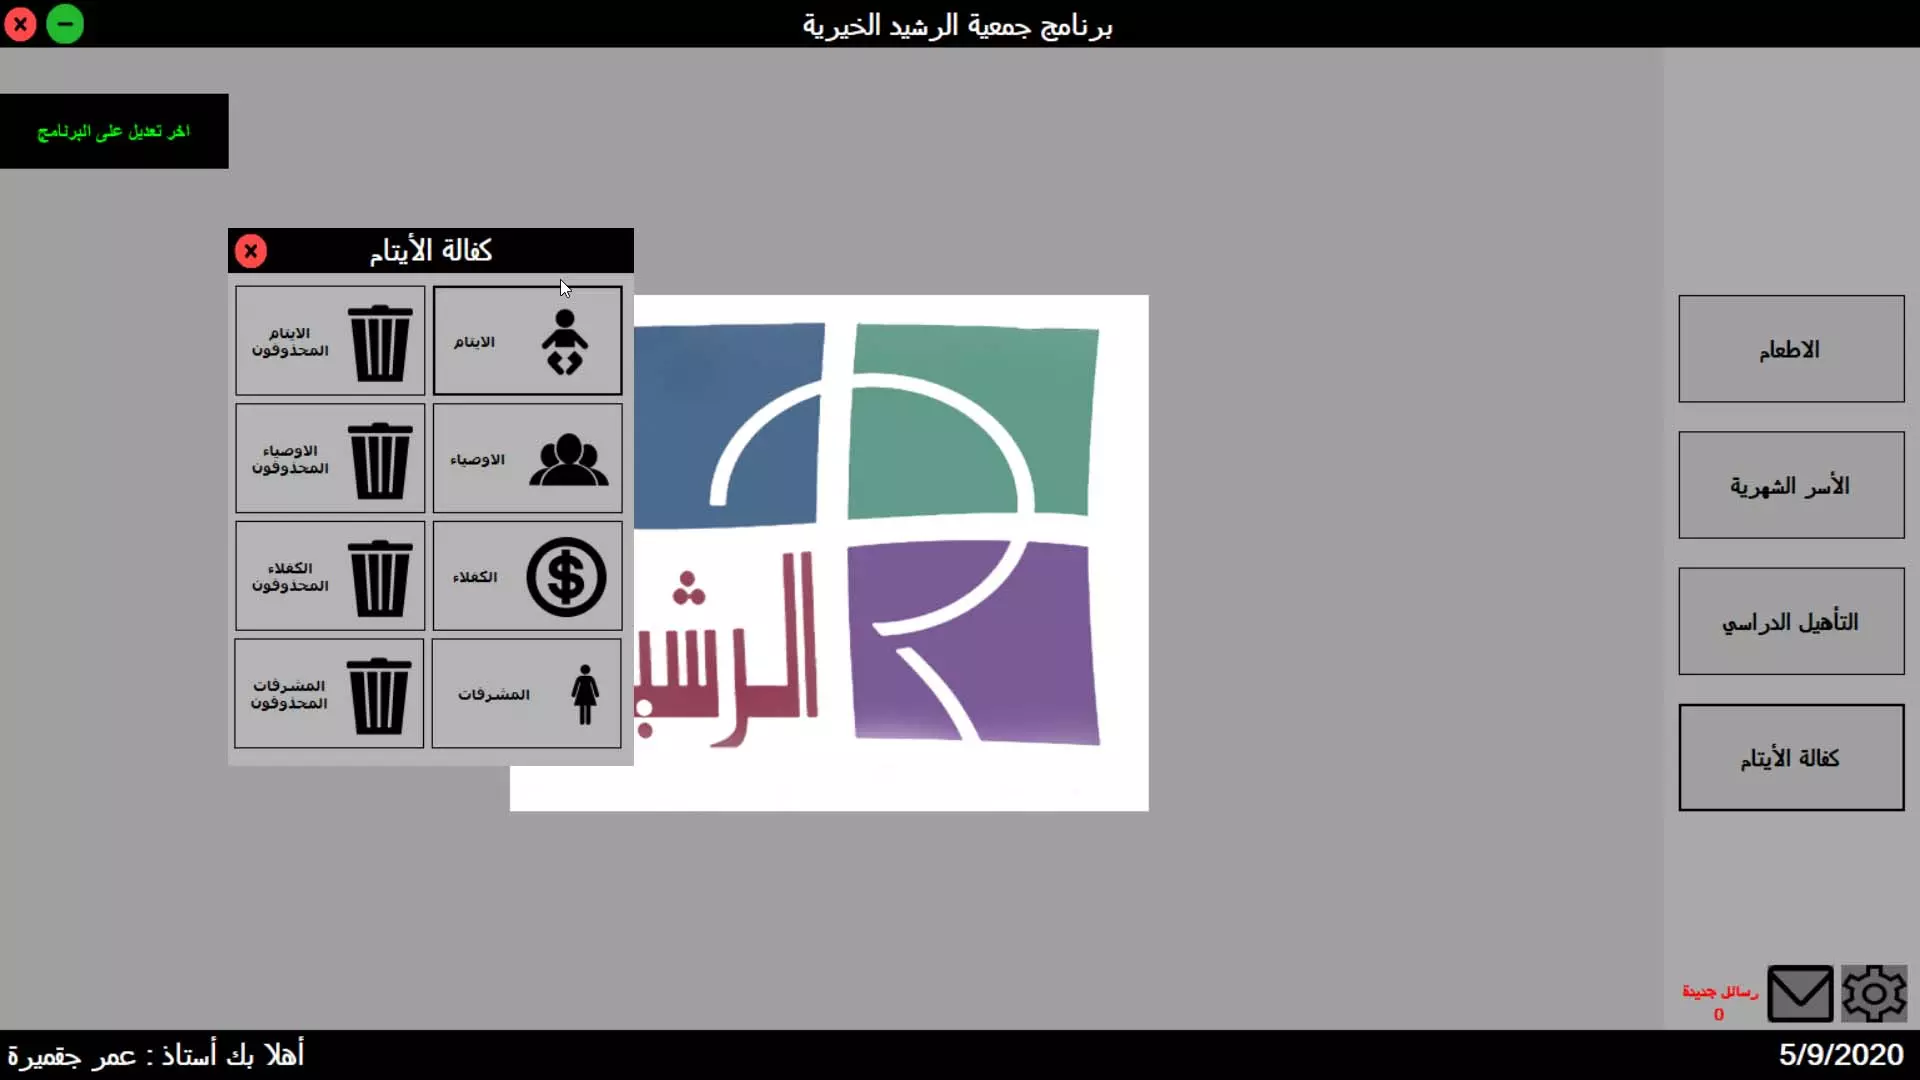 برنامج جمعية الرشيد الخيرية
اخر تعديل على البرنامج
كفالة الأيتام
الايتام
الايتام
المحذوفون
الاوصياء
الاوصياء
المحذوفون
الكفلاء
الكفلاء
المحذوفون
المشرفات
المشرفات
المحذوفون
الاطعام
الأسر الشهرية
التأهيل الدراسي
كفالة الأيتام
رسائل جديدة
0
أهلا بك أستاذ : عمر جقميرة
5/9/2020